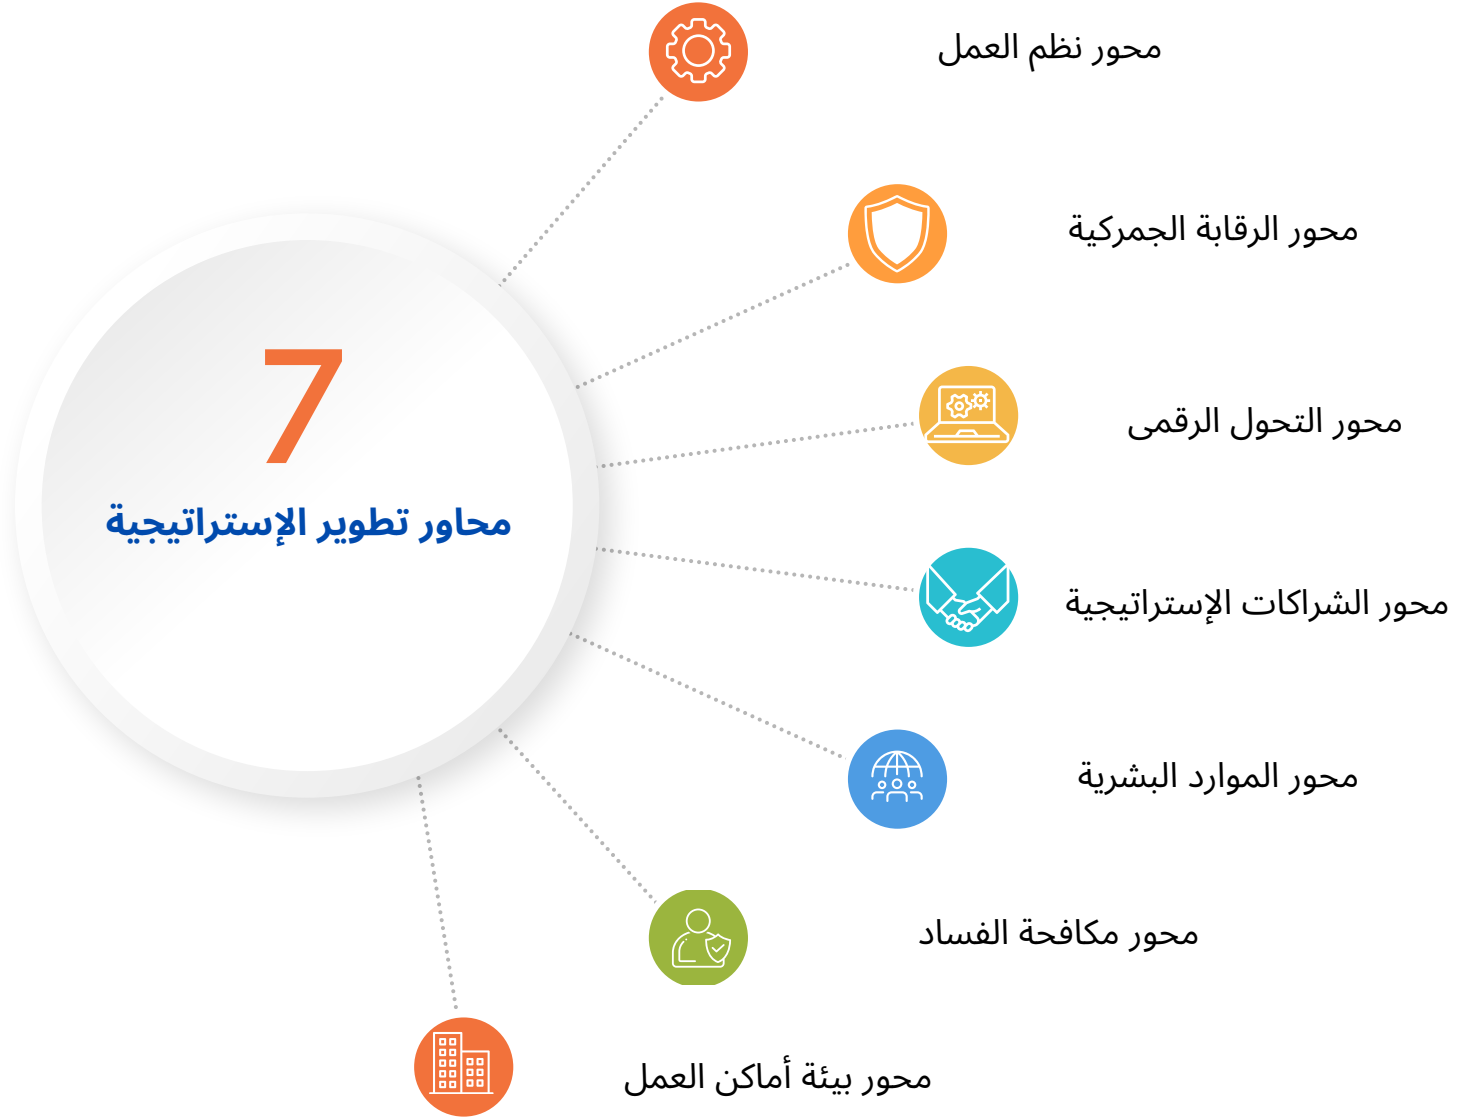 7
محاور تطوير الإستراتيجية
محور نظم العمل
محور الرقابة الجمركية
محور التحول الرقمى
محور الشراكات الإستراتيجية
محور الموارد البشرية
محور مكافحة الفساد
محور بيئة أماكن العمل